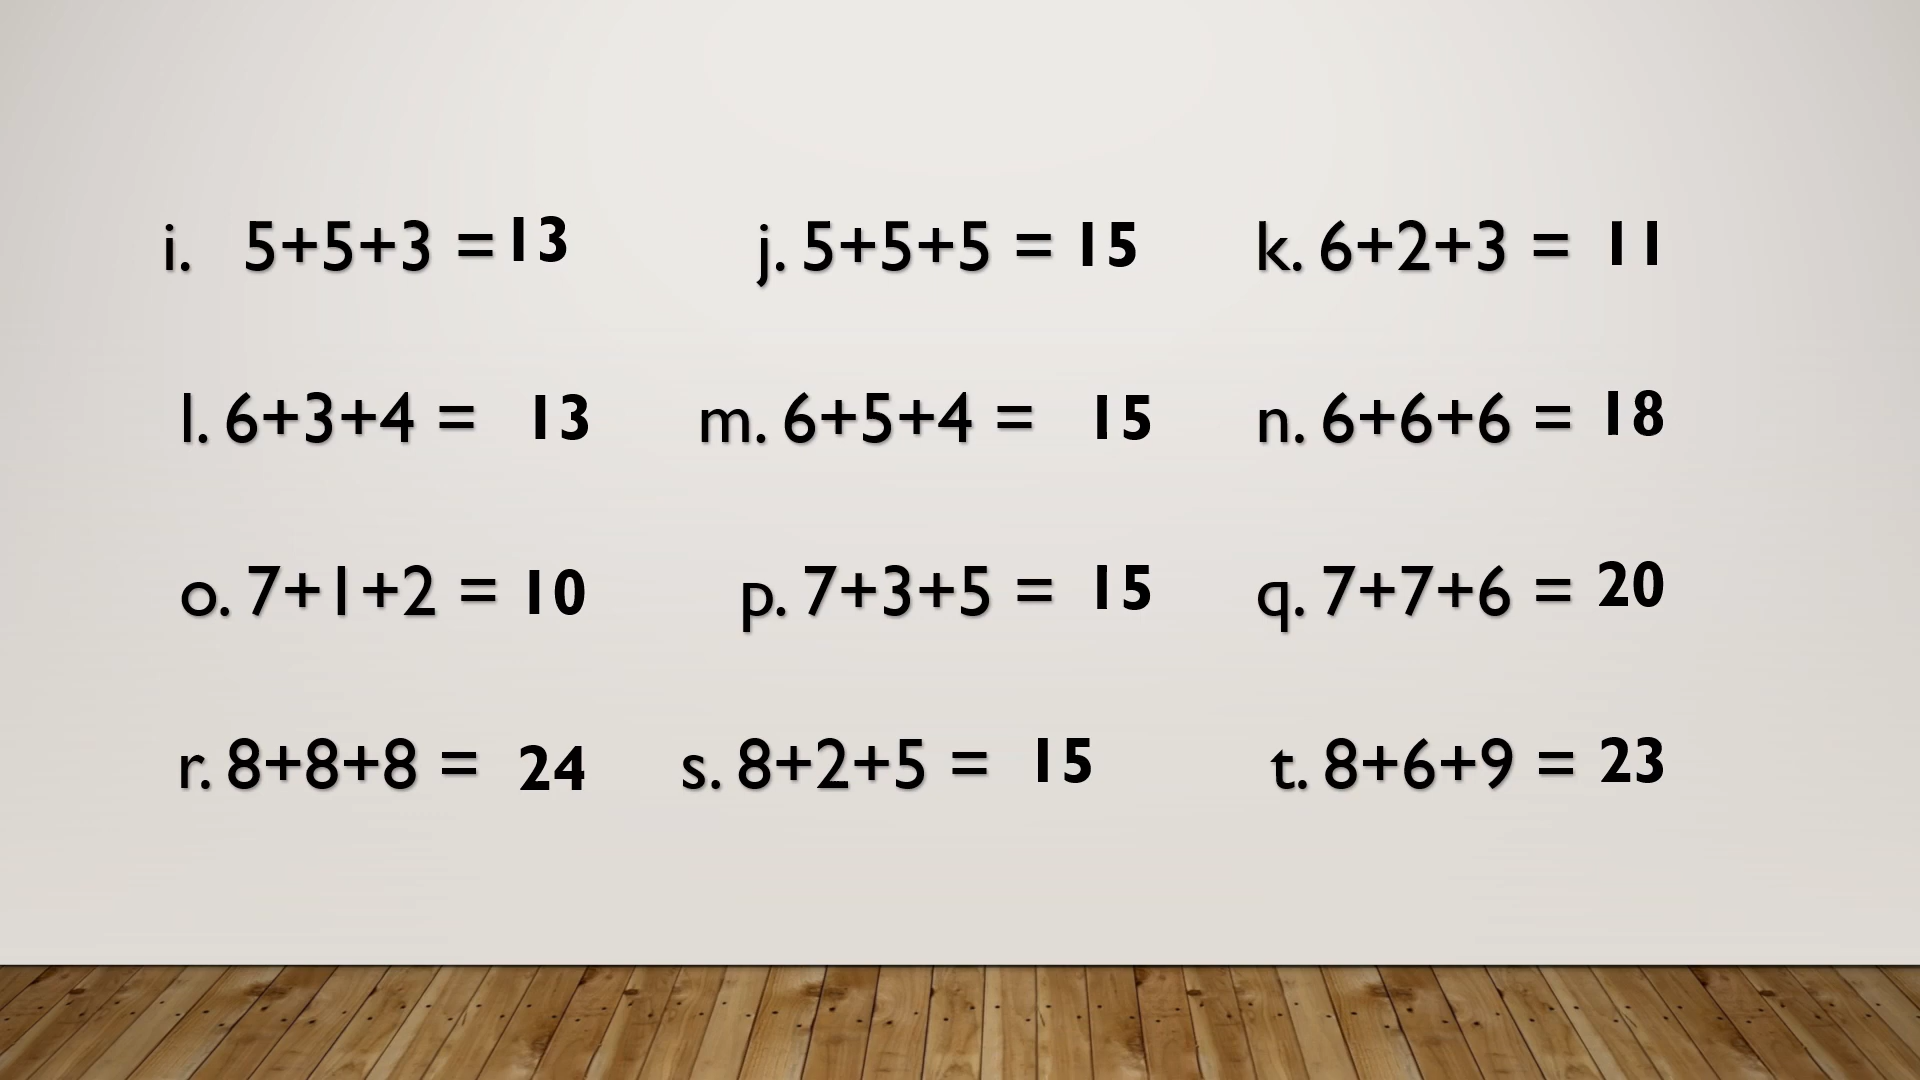 i. 5+5+3 = 13 j. 5+5+5 = 15 k. 6+2+3 = 11
l. 6+3+4 = 13 m. 6+5+4 = 15 n. 6+6+6 = 18
o. 7+1+2 = 10 p. 7+3+5 = 15 q. 7+7+6 = 20
r. 8+8+8 = 24 s. 8+2+5 = 15 t. 8+6+9 = 23